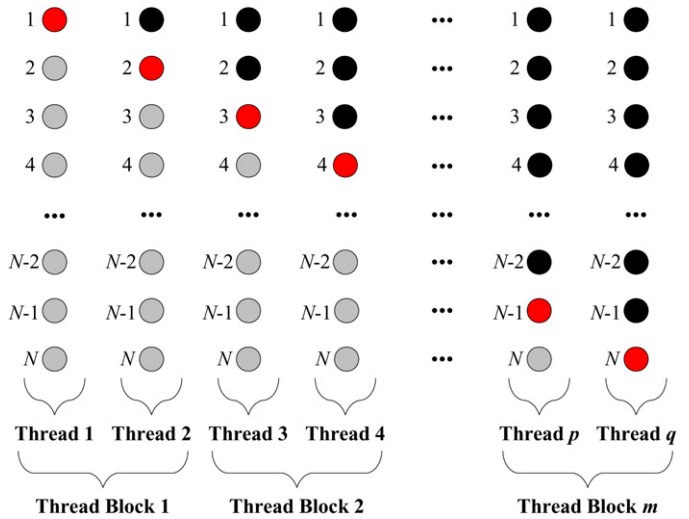 1 1 1 1 ... 1 1
2 2 2 2 ... 2 2
3 3 3 3 ... 3 3
4 4 4 4 ... 4 4
... ... ... ... ... ... ...
N-2 N-2 N-2 N-2 ... N-2 N-2
N-1 N-1 N-1 N-1 ... N-1 N-1
N N N N ... N N
Thread 1 Thread 2 Thread 3 Thread 4 Thread p Thread q
Thread Block 1 Thread Block 2 Thread Block m